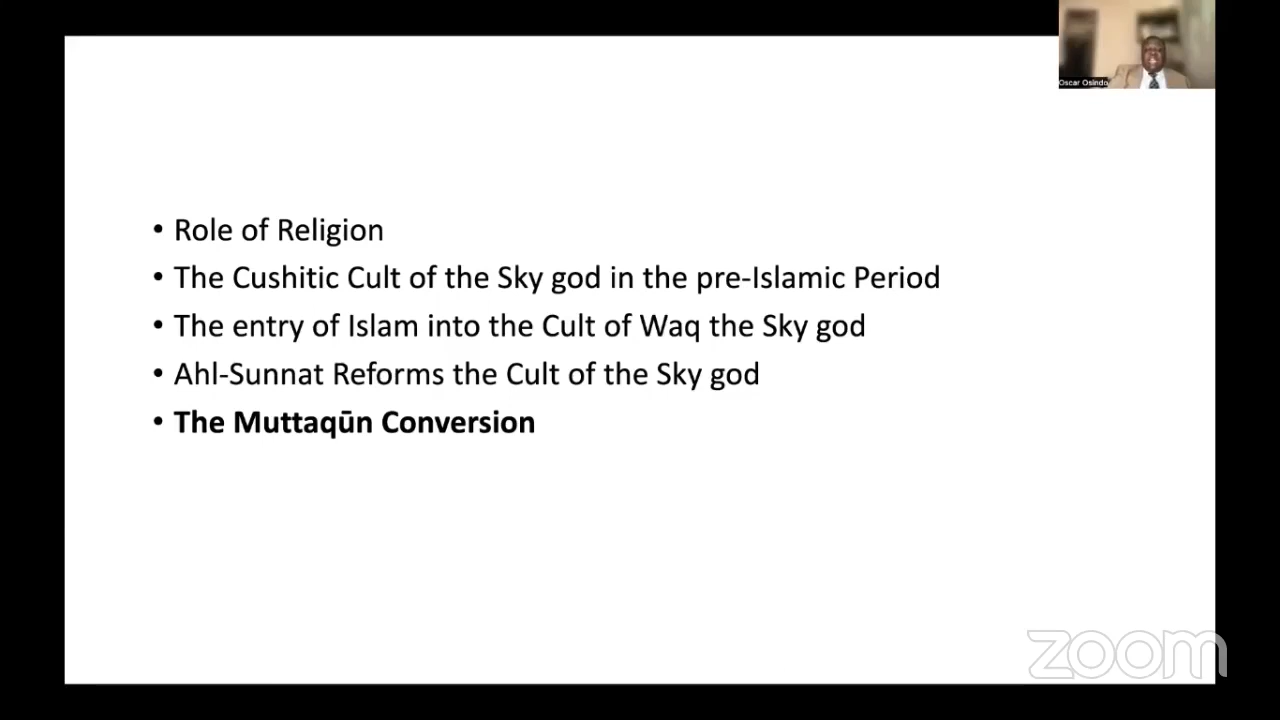 Oscar Osindo
• Role of Religion
• The Cushitic Cult of the Sky god in the pre-Islamic Period
• The entry of Islam into the Cult of Waq the Sky god
• Ahl-Sunnat Reforms the Cult of the Sky god
• The Muttaqūn Conversion
zoom